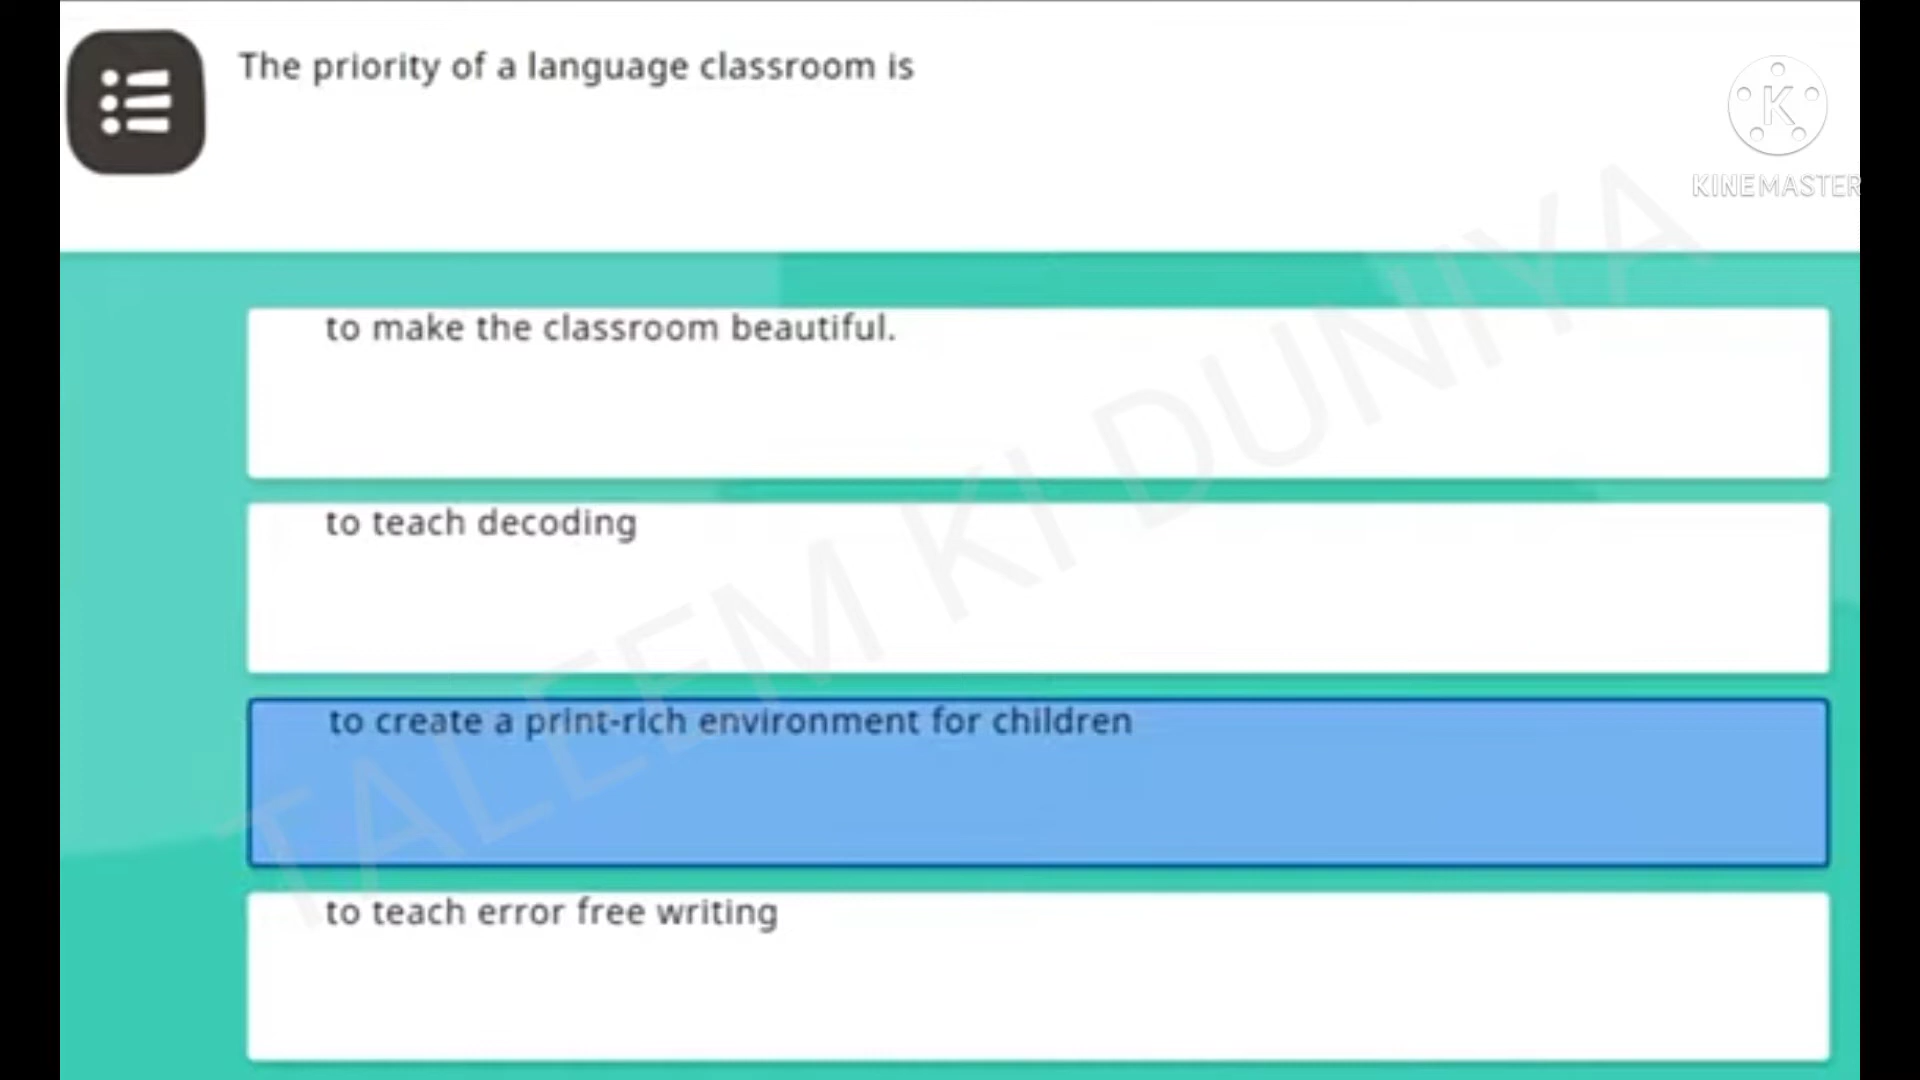 The priority of a language classroom is
K
KINEMASTER
to make the classroom beautiful.
to teach decoding
to create a print-rich environment for children
to teach error free writing
TALEEM KI DUNIYA